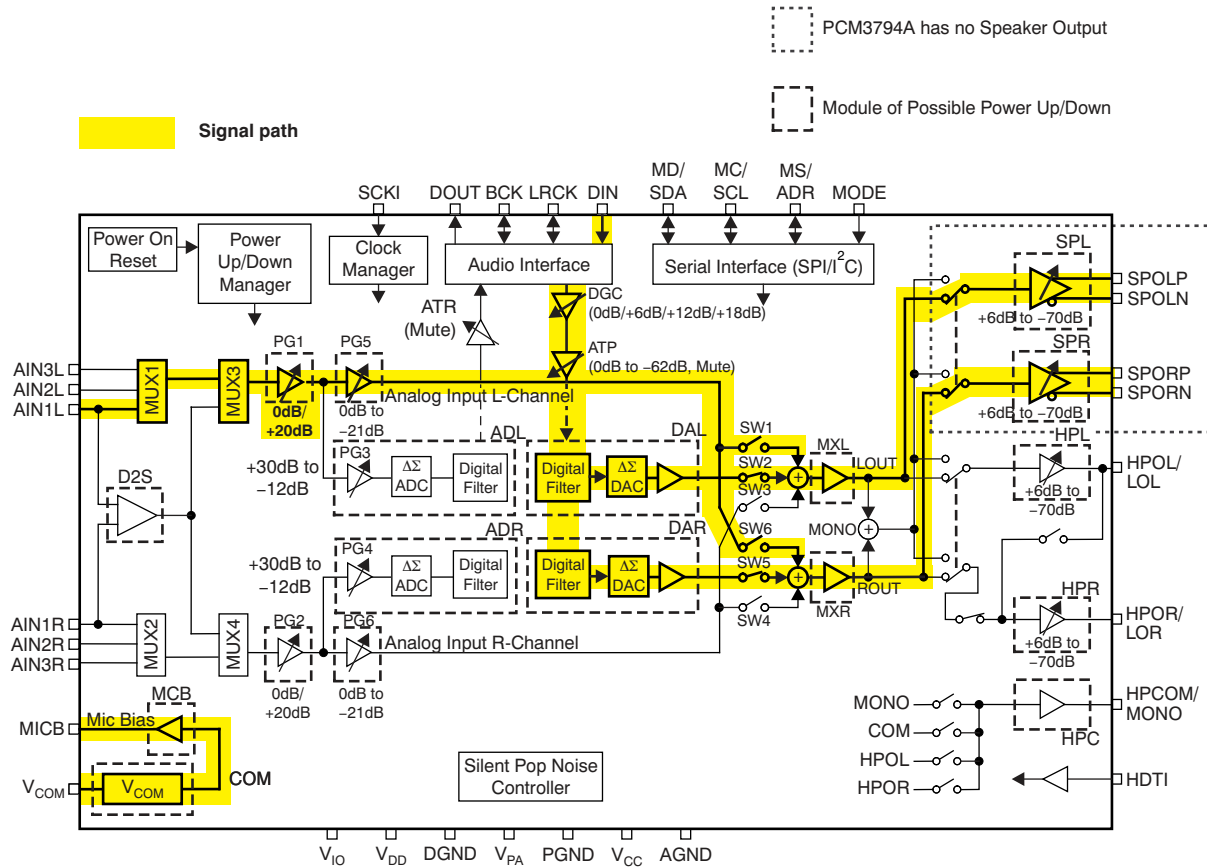 PCM3794A has no Speaker Output
Module of Possible Power Up/Down
Signal path
SCKI
DOUT
BCK
LRCK
DIN
MD/
SDA
MC/
SCL
MS/
ADR
MODE
Power On
Reset
Power
Up/Down
Manager
Clock
Manager
Audio Interface
Serial Interface (SPI/I²C)
ATR
(Mute)
DGC
(0dB/+6dB/+12dB/+18dB)
ATP
(0dB to −62dB, Mute)
SPL
SPOLP
SPOLN
+6dB to −70dB
SPR
SPORP
SPORN
+6dB to −70dB
AIN3L
AIN2L
AIN1L
MUX1
MUX3
PG1
0dB/
+20dB
PG5
0dB to
−21dB
Analog Input L-Channel
ADL
+30dB to
−12dB
PG3
ΔΣ
ADC
Digital
Filter
DAL
Digital
Filter
ΔΣ
DAC
SW1
SW2
SW3
MXL
LOUT
HPL
+6dB to
−70dB
HPOL/
LOL
D2S
ADR
+30dB to
−12dB
PG4
ΔΣ
ADC
Digital
Filter
DAR
Digital
Filter
ΔΣ
DAC
SW6
SW5
SW4
MONO
MXR
ROUT
HPR
+6dB to
−70dB
HPOR/
LOR
AIN1R
AIN2R
AIN3R
MUX2
MUX4
PG2
0dB/
+20dB
PG6
0dB to
−21dB
Analog Input R-Channel
MICB
Mic Bias
MCB
COM
V_COM
V_COM
Silent Pop Noise
Controller
MONO
COM
HPOL
HPOR
HPC
HPCOM/
MONO
HDTI
V_IO
V_DD
DGND
V_PA
PGND
V_CC
AGND